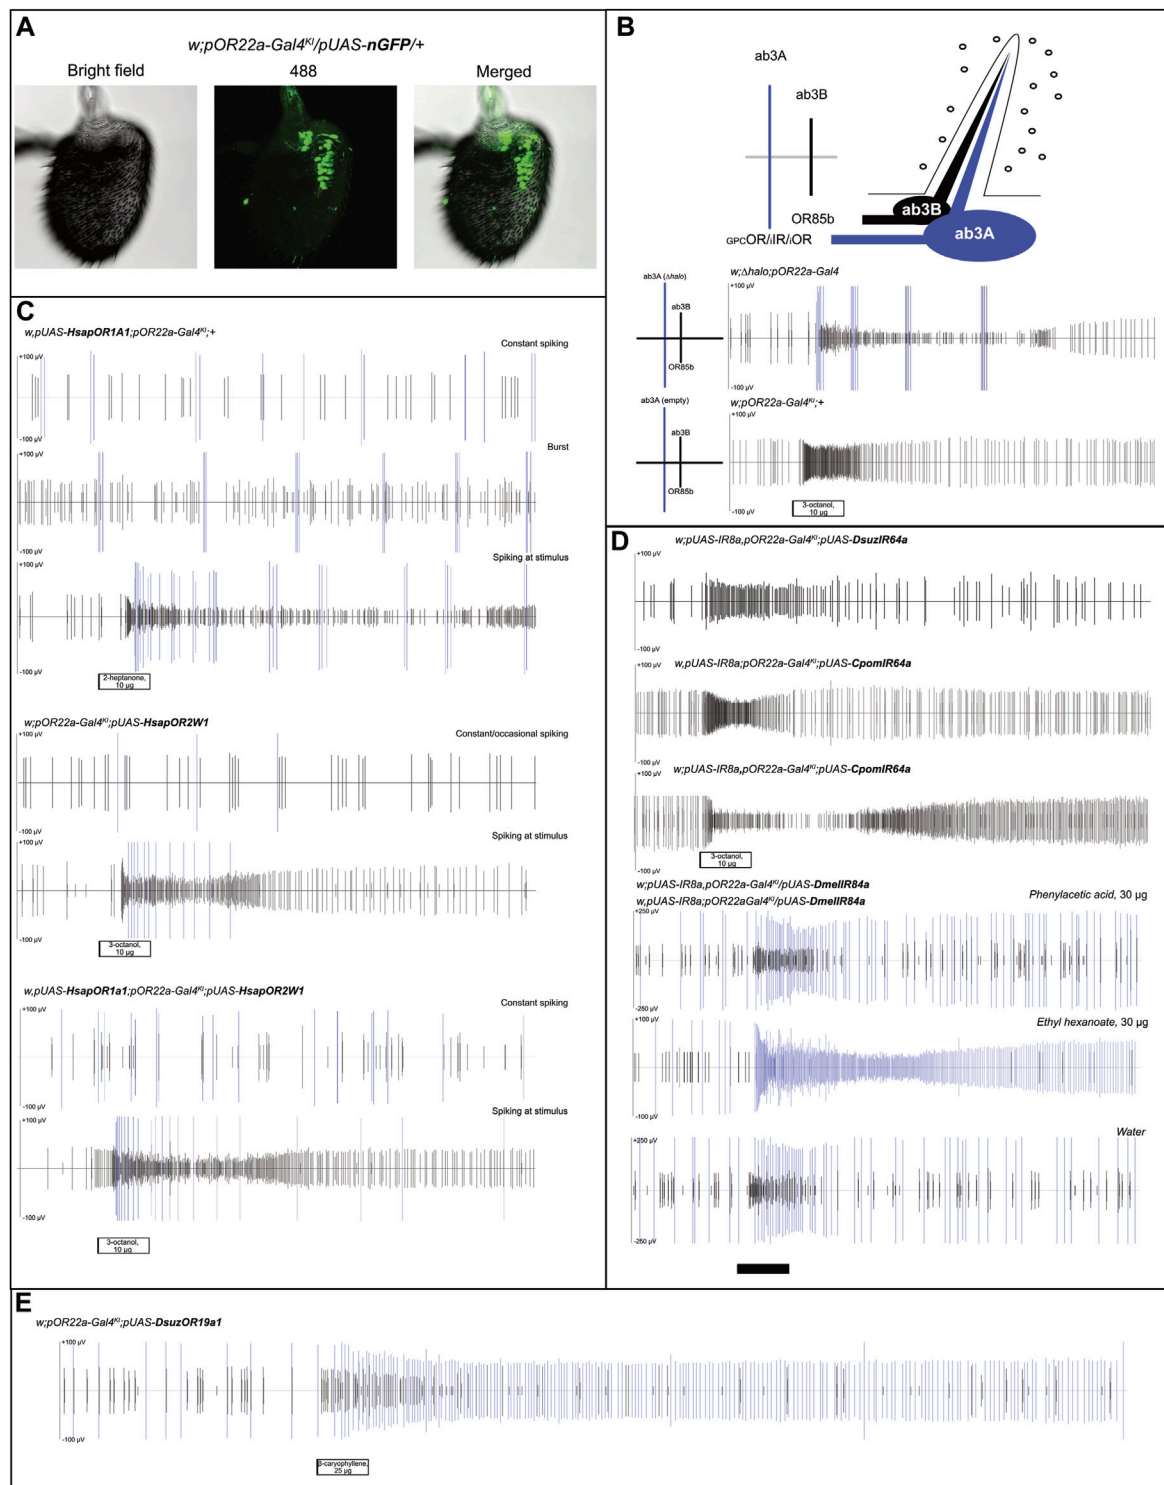 A
w;pOR22a-Gal4KI/pUAS-nGFP/+
Bright field
488
Merged
B
ab3A
ab3B
OR85b
GPCOR/iIR/iOR
ab3B
ab3A
w;Δhalo;pOR22a-Gal4
ab3A (Δhalo)
ab3B
OR85b
+100 µV
-100 µV
w;pOR22a-Gal4KI;+
ab3A (empty)
ab3B
OR85b
+100 µV
-100 µV
3-octanol,
10 µg
C
w,pUAS-HsapOR1A1;pOR22a-Gal4KI;+
Constant spiking
+100 µV
-100 µV
Burst
+100 µV
-100 µV
Spiking at stimulus
+100 µV
-100 µV
2-heptanone,
10 µg
w;pOR22a-Gal4KI;pUAS-HsapOR2W1
Constant/occasional spiking
+100 µV
-100 µV
Spiking at stimulus
+100 µV
-100 µV
3-octanol,
10 µg
w,pUAS-HsapOR1a1;pOR22a-Gal4KI;pUAS-HsapOR2W1
Constant spiking
+100 µV
-100 µV
Spiking at stimulus
+100 µV
-100 µV
3-octanol,
10 µg
D
w;pUAS-IR8a,pOR22a-Gal4KI;pUAS-DsuzIR64a
+100 µV
-100 µV
w,pUAS-IR8a;pOR22a-Gal4KI;pUAS-CpomIR64a
+100 µV
-100 µV
w;pUAS-IR8a,pOR22a-Gal4KI;pUAS-CpomIR64a
+100 µV
-100 µV
3-octanol,
10 µg
w;pUAS-IR8a,pOR22a-Gal4KI/pUAS-DmelIR84a
w,pUAS-IR8a;pOR22aGal4KI/pUAS-DmelIR84a
Phenylacetic acid, 30 µg
+250 µV
-250 µV
Ethyl hexanoate, 30 µg
+100 µV
-100 µV
Water
+250 µV
-250 µV
E
w;pOR22a-Gal4KI;pUAS-DsuzOR19a1
+100 µV
-100 µV
β-caryophyllene,
25 µg